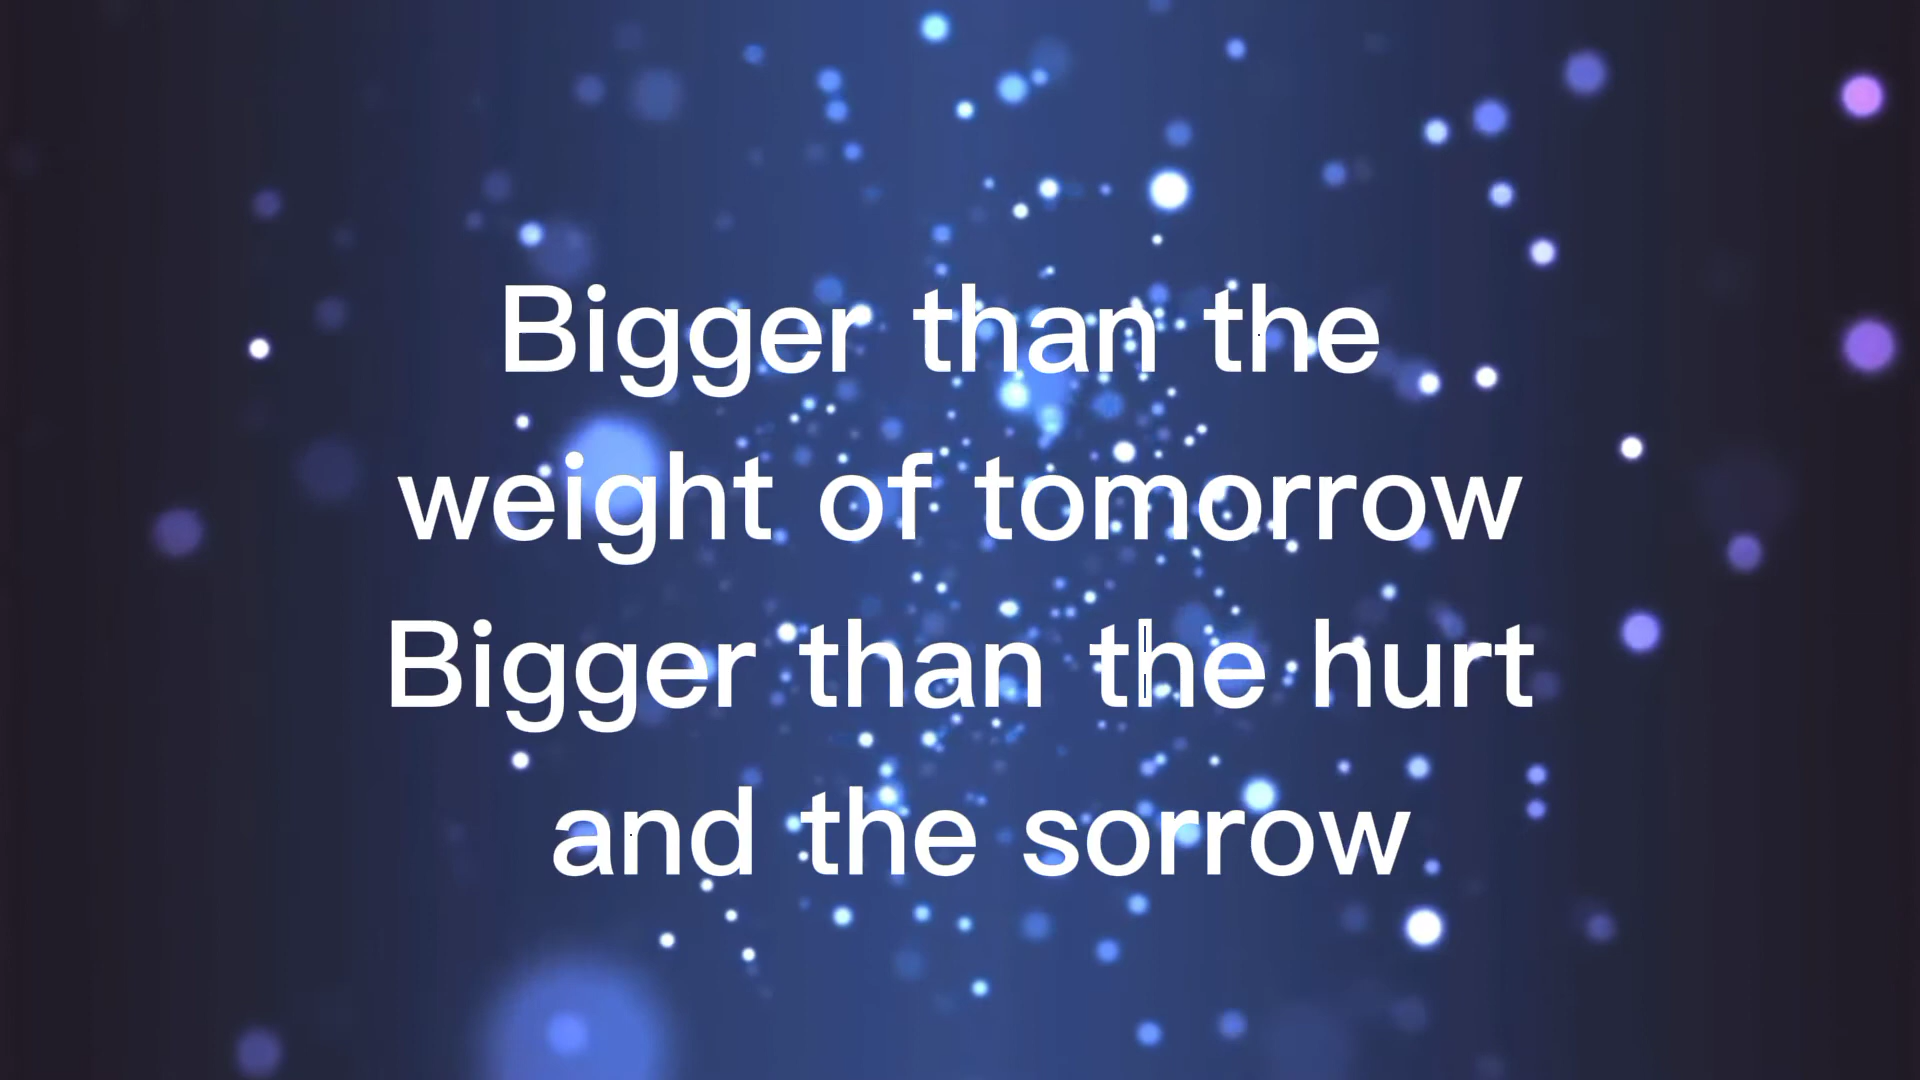 Bigger than the
weight of tomorrow
Bigger than the hurt
and the sorrow